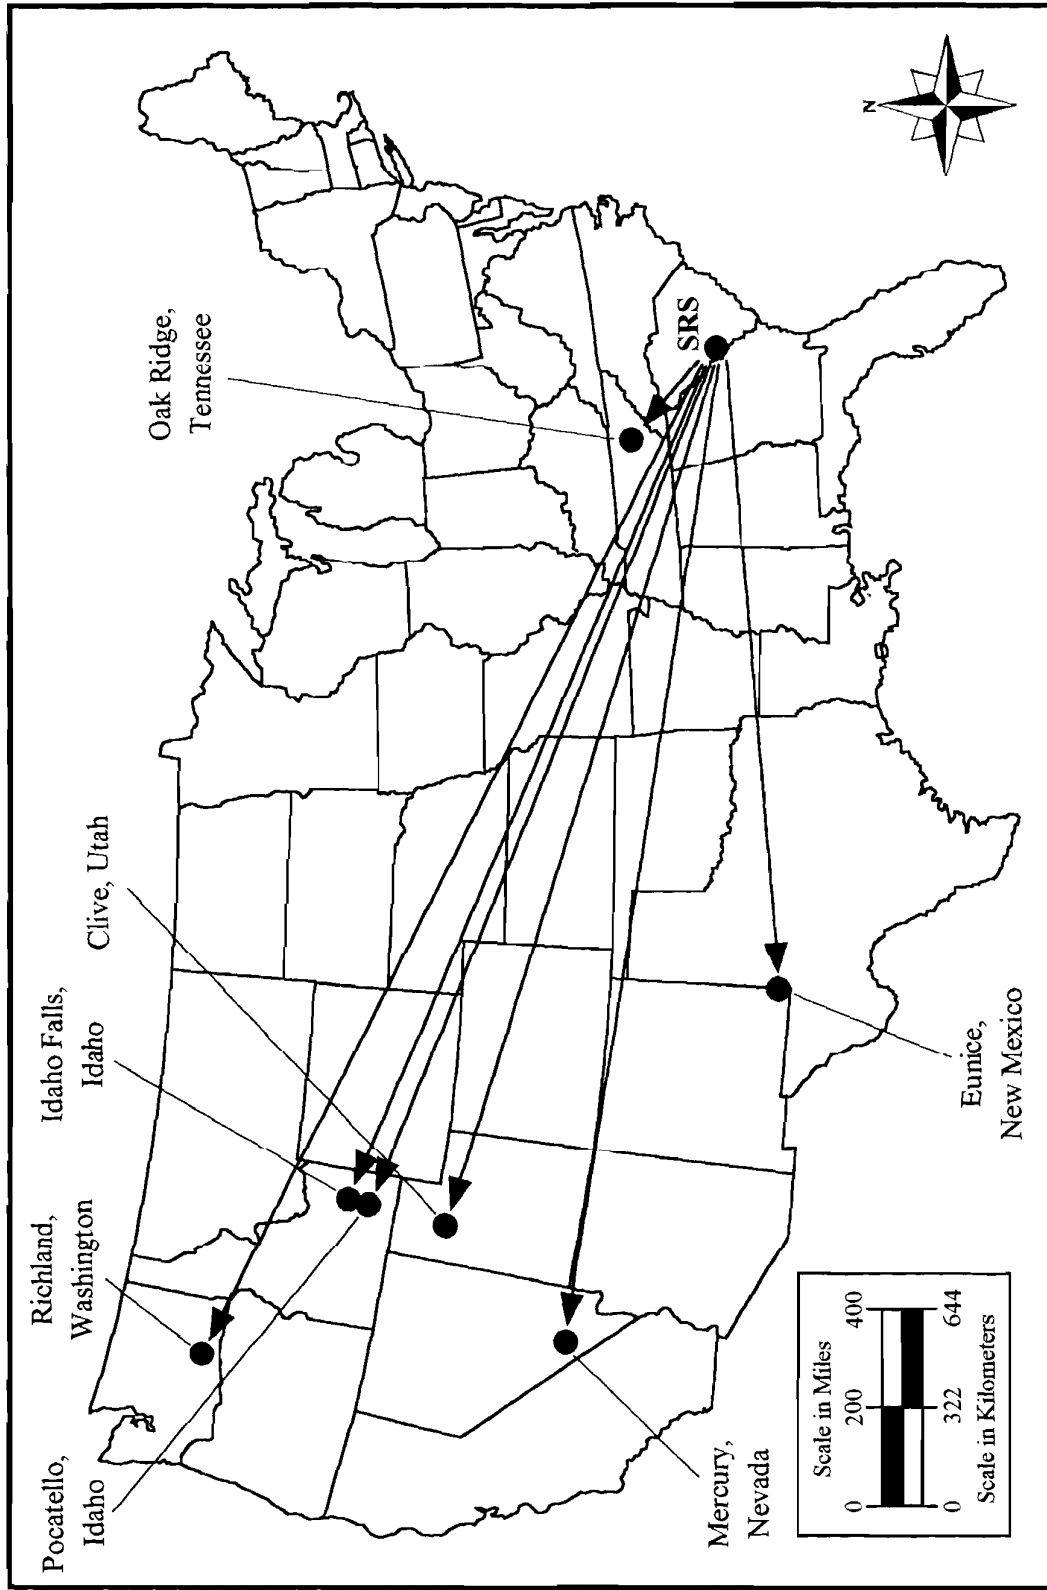 Pocatello,
Idaho
Richland,
Washington
Idaho Falls,
Idaho
Clive, Utah
Oak Ridge,
Tennessee
SRS
N
Mercury,
Nevada
Eunice,
New Mexico
Scale in Miles
0 200 400
0 322 644
Scale in Kilometers